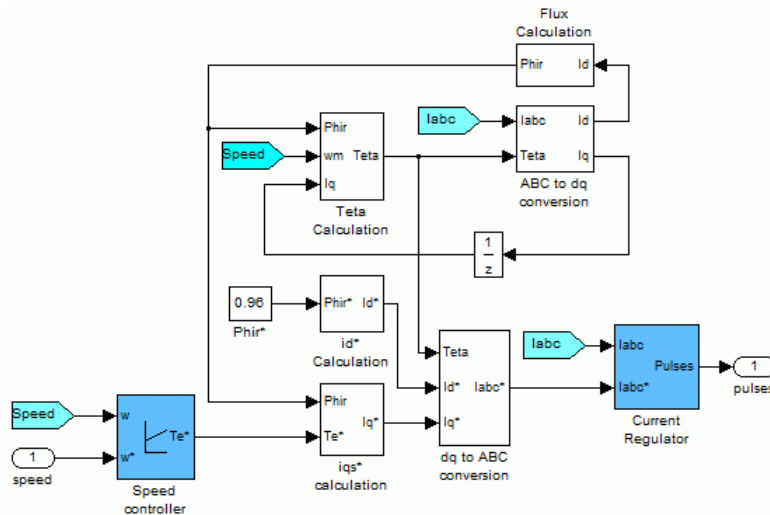 Flux
Calculation
Phir Id
Iabc
Iabc Id
Teta Iq
ABC to dq
conversion
Phir
Speed
wm Teta
Iq
Teta
Calculation
1
z
0.96
Phir*
Phir* Id*
id*
Calculation
Teta
Id* Iabc*
Iq*
dq to ABC
conversion
Iabc
Iabc
Pulses
Iabc*
Current
Regulator
1
pulses
Phir
Iq*
Te*
iqs*
calculation
Speed
w
Te*
w*
1
speed
Speed
controller